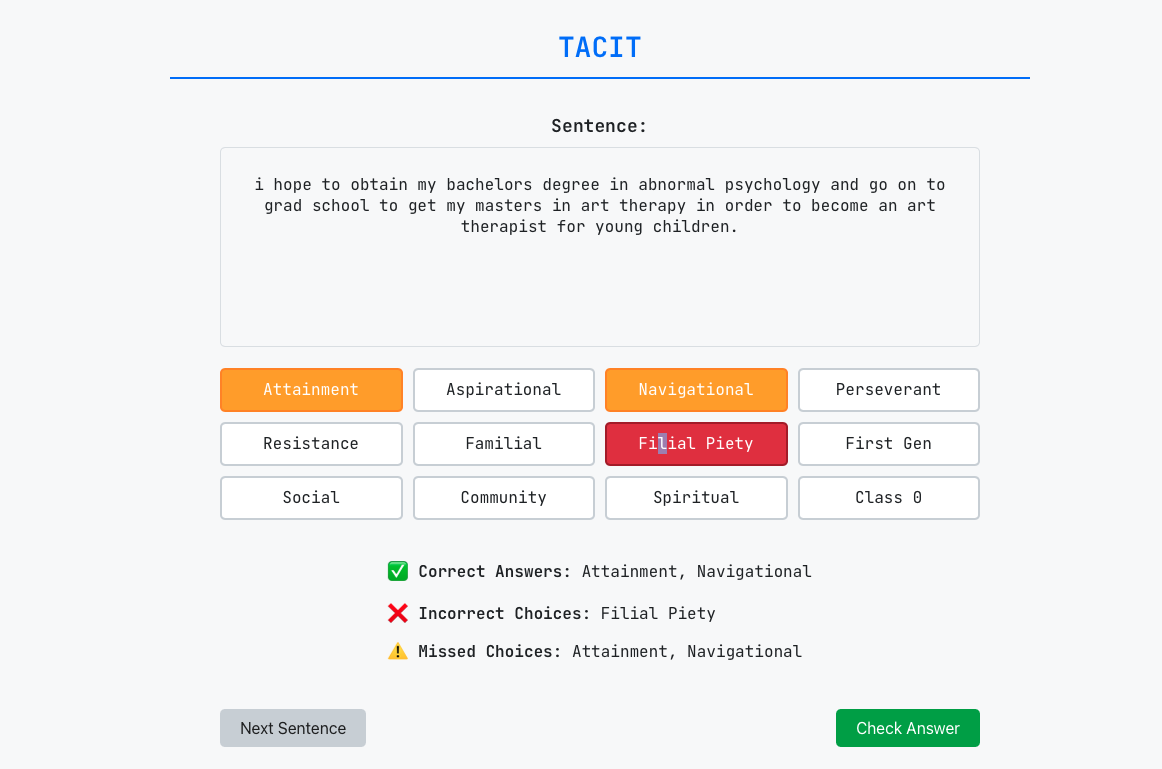 TACIT
Sentence:
i hope to obtain my bachelors degree in abnormal psychology and go on to
grad school to get my masters in art therapy in order to become an art
therapist for young children.
Attainment
Aspirational
Navigational
Perseverant
Resistance
Familial
Filial Piety
First Gen
Social
Community
Spiritual
Class 0
✅ Correct Answers: Attainment, Navigational
❌ Incorrect Choices: Filial Piety
⚠️ Missed Choices: Attainment, Navigational
Next Sentence
Check Answer